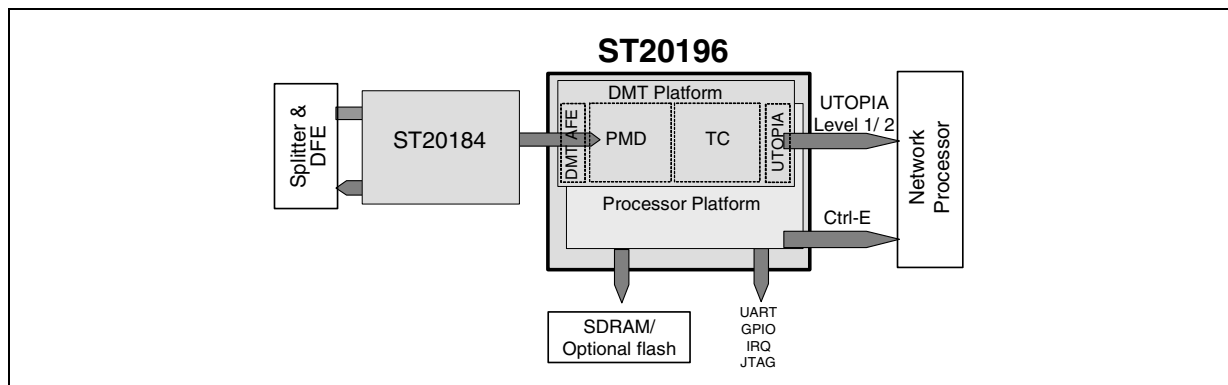 ST20196
DMT Platform
Splitter &
DFE
ST20184
DMT AFE
PMD
TC
UTOPIA
UTOPIA
Level 1/ 2
Network
Processor
Processor Platform
Ctrl-E
SDRAM/
Optional flash
UART
GPIO
IRQ
JTAG